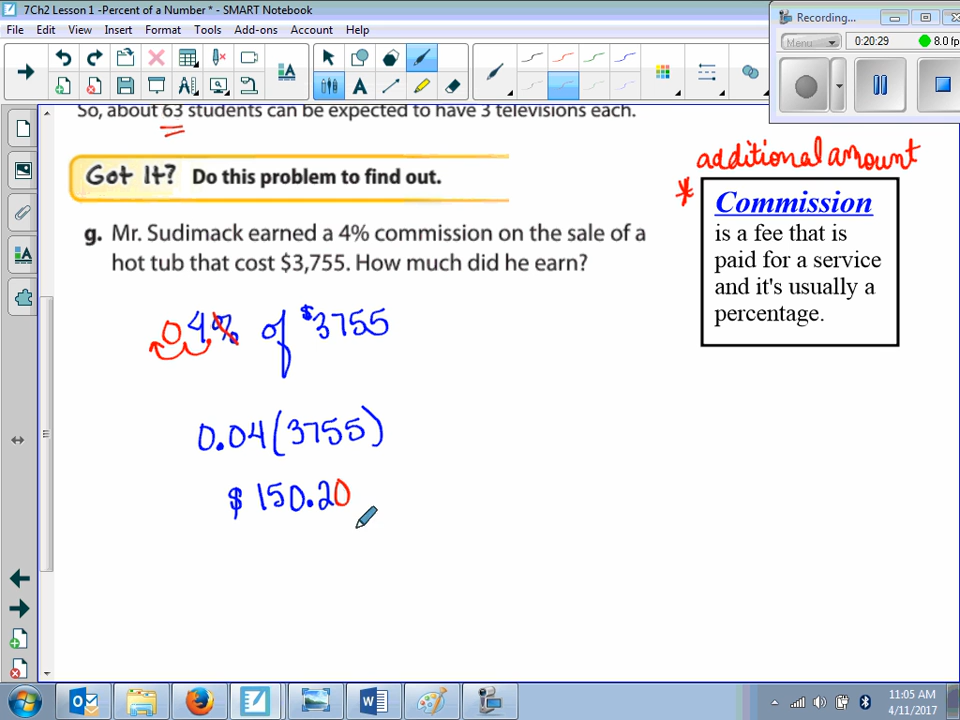 7Ch2 Lesson 1 -Percent of a Number * - SMART Notebook
File Edit View Insert Format Tools Add-ons Account Help
Recording...
Menu
0:20:29
8.0 fp
So, about 63 students can be expected to have 3 televisions each.
Got It? Do this problem to find out.
g. Mr. Sudimack earned a 4% commission on the sale of a
hot tub that cost $3,755. How much did he earn?
04% of $3755
0.04(3755)
$150.20
additional amount
* Commission
is a fee that is
paid for a service
and it's usually a
percentage.
11:05 AM
4/11/2017